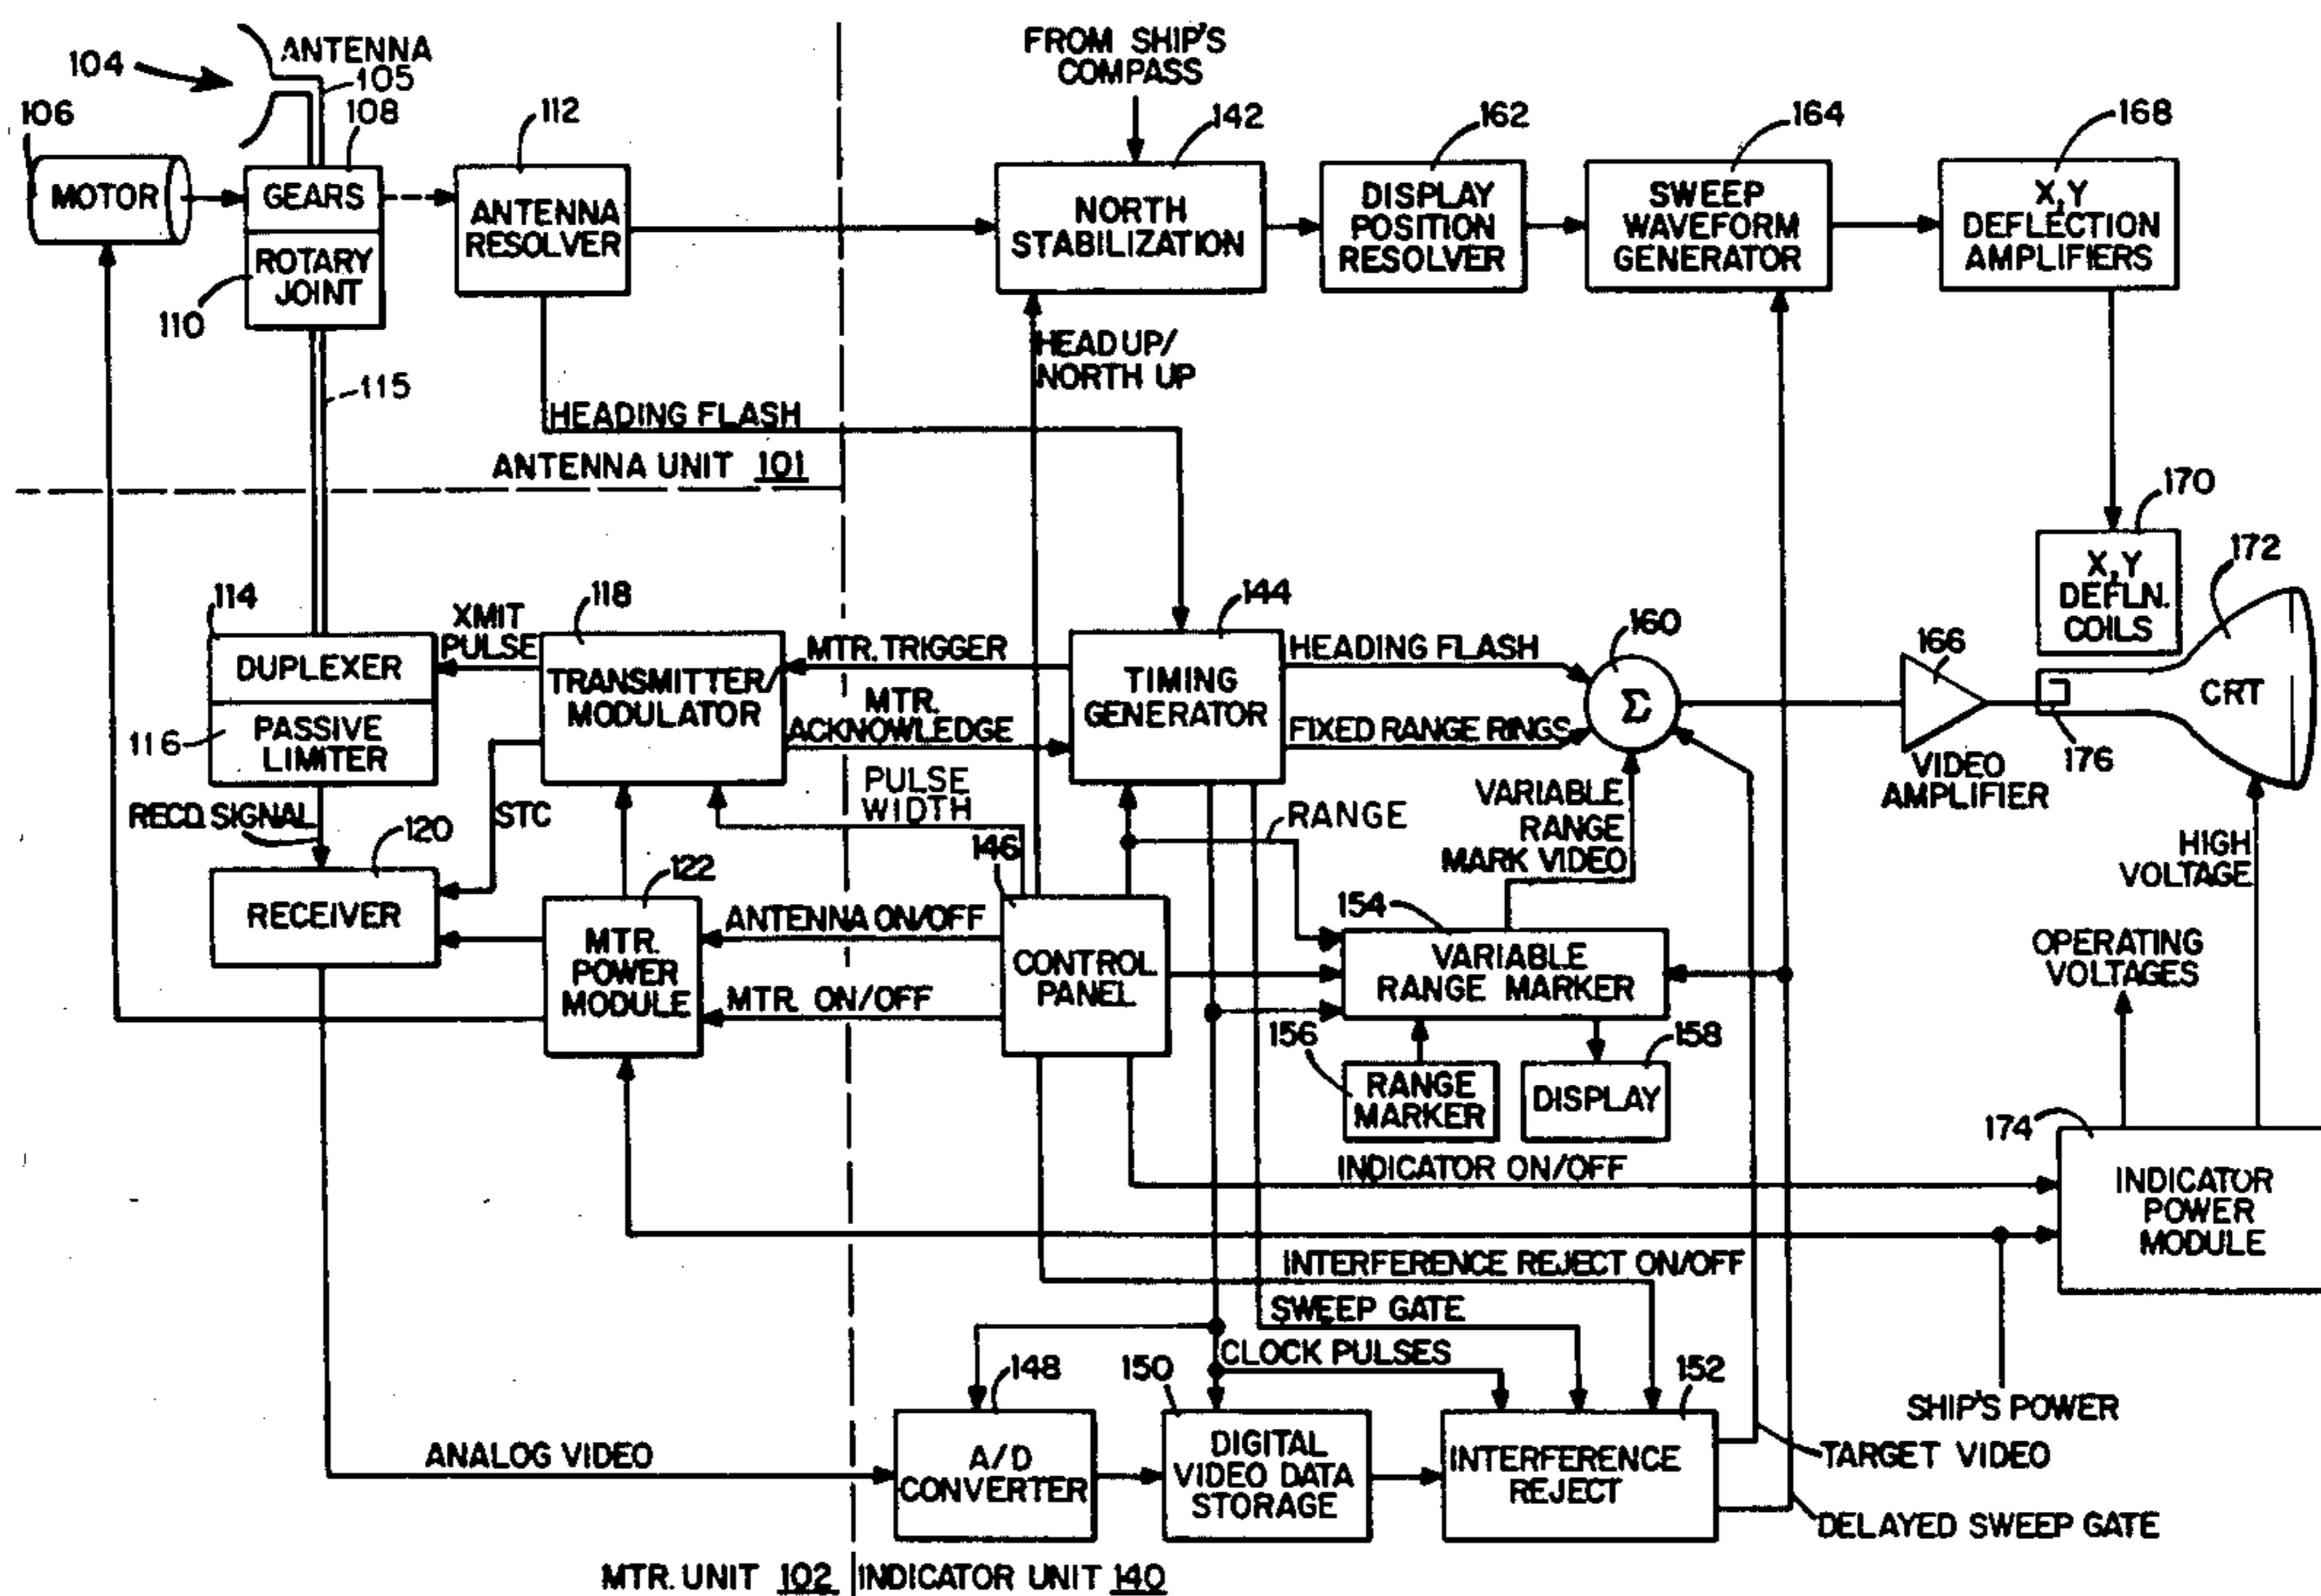 104
ANTENNA
105
106
108
MOTOR
GEARS
ROTARY
JOINT
110
112
ANTENNA
RESOLVER
115
HEADING FLASH
ANTENNA UNIT 101
FROM SHIP'S
COMPASS
142
NORTH
STABILIZATION
HEAD UP/
NORTH UP
162
DISPLAY
POSITION
RESOLVER
164
SWEEP
WAVEFORM
GENERATOR
168
X,Y
DEFLECTION
AMPLIFIERS
170
X,Y
DEFLN.
COILS
172
CRT
176
166
VIDEO
AMPLIFIER
114
DUPLEXER
PASSIVE
LIMITER
116
XMIT
PULSE
118
TRANSMITTER/
MODULATOR
MTR. TRIGGER
MTR.
ACKNOWLEDGE
PULSE
WIDTH
144
TIMING
GENERATOR
HEADING FLASH
FIXED RANGE RINGS
160
Σ
VARIABLE
RANGE
MARK VIDEO
RANGE
RECD. SIGNAL
STC
120
RECEIVER
122
MTR.
POWER
MODULE
ANTENNA ON/OFF
MTR. ON/OFF
146
CONTROL
PANEL
154
VARIABLE
RANGE MARKER
156
RANGE
MARKER
158
DISPLAY
HIGH
VOLTAGE
OPERATING
VOLTAGES
174
INDICATOR
POWER
MODULE
INDICATOR ON/OFF
INTERFERENCE REJECT ON/OFF
SWEEP GATE
CLOCK PULSES
SHIP'S POWER
ANALOG VIDEO
148
A/D
CONVERTER
150
DIGITAL
VIDEO DATA
STORAGE
152
INTERFERENCE
REJECT
TARGET VIDEO
DELAYED SWEEP GATE
MTR. UNIT 102
INDICATOR UNIT 140